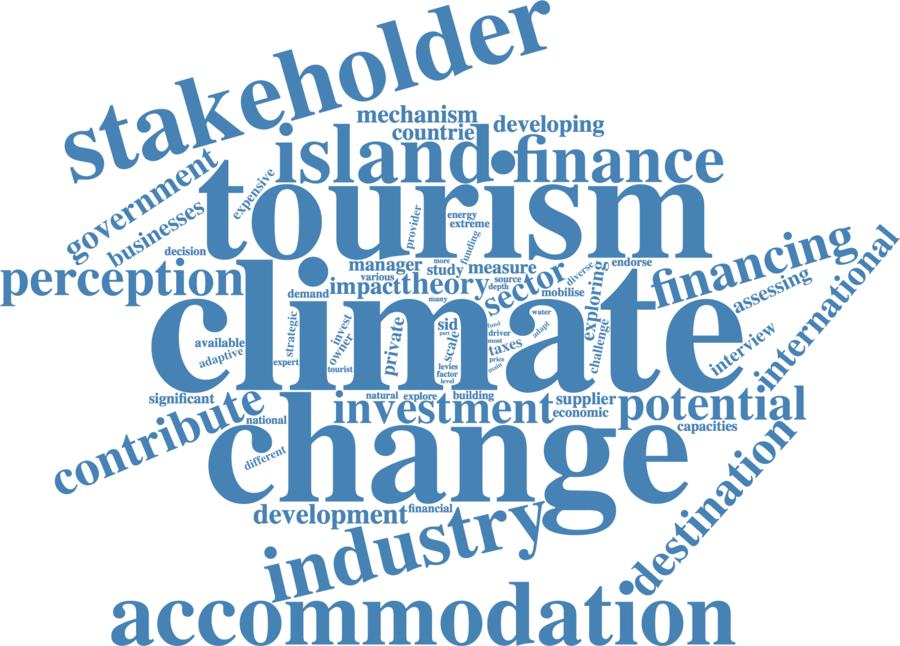 stakeholder
mechanism
countrie
developing
island
•
finance
government
businesses
expensive
tourism
provider
energy
extreme
funding
decision
perception
manager
more
study
measure
various
impact
theory
source
depth
many
demand
sector
diverse
mobilise
endorse
exploring
financing
assessing
international
climate
strategic
invest
owner
private
sid
part
scale
fund
driver
most
taxes
price
main
water
adapt
challenge
interview
available
adaptive
expert
tourist
levies
factor
level
significant
contribute
national
natural
explore
building
investment
supplier
economic
potential
capacities
change
different
destination
development
financial
industry
accommodation